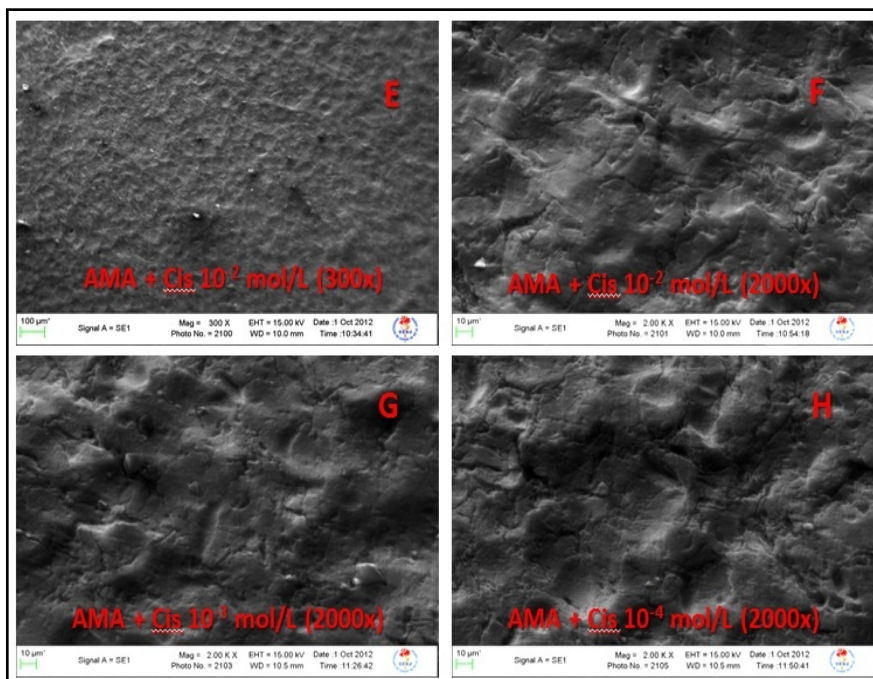 E
AMA + Cis 10⁻² mol/L (300x)
100 µm*
Signal A = SE1
Mag = 300 X EHT = 15.00 kV Date :1 Oct 2012
Photo No. = 2100 WD = 10.0 mm Time :10:34:41
F
AMA + Cis 10⁻² mol/L (2000x)
10 µm*
Signal A = SE1
Mag = 2.00 K X EHT = 15.00 kV Date :1 Oct 2012
Photo No. = 2101 WD = 10.0 mm Time :10:54:18
G
AMA + Cis 10⁻³ mol/L (2000x)
10 µm*
Signal A = SE1
Mag = 2.00 K X EHT = 15.00 kV Date :1 Oct 2012
Photo No. = 2103 WD = 10.5 mm Time :11:26:42
H
AMA + Cis 10⁻⁴ mol/L (2000x)
10 µm*
Signal A = SE1
Mag = 2.00 K X EHT = 15.00 kV Date :1 Oct 2012
Photo No. = 2105 WD = 10.5 mm Time :11:50:41